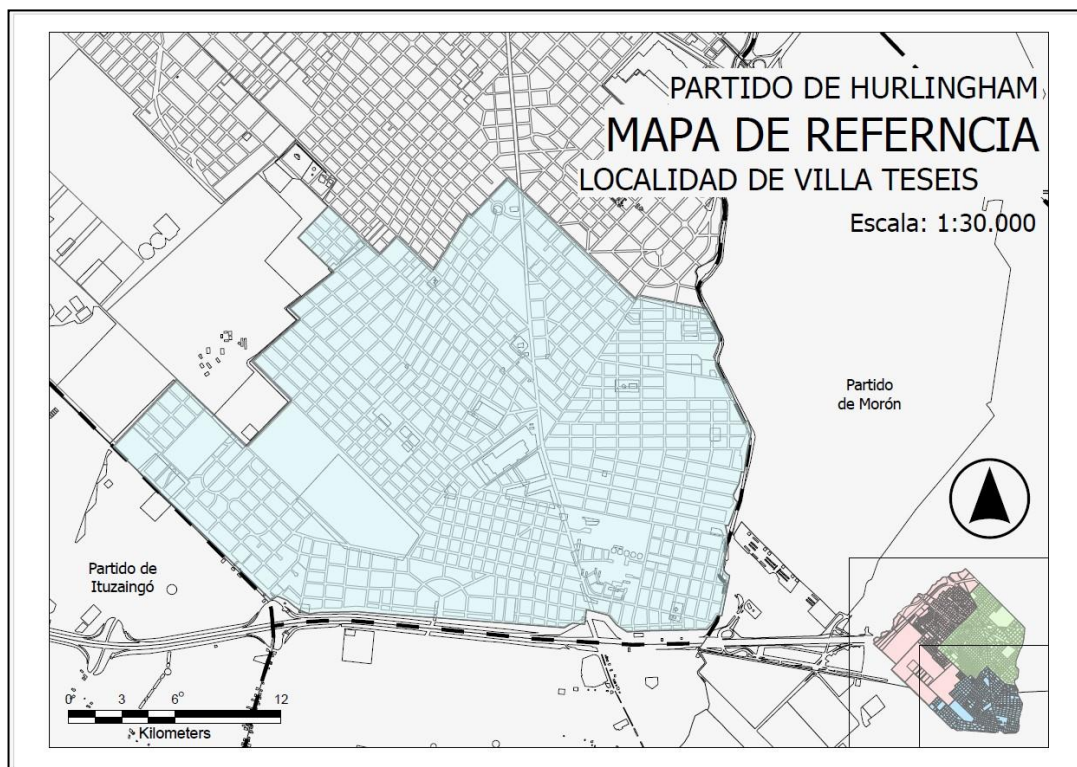 PARTIDO DE HURLINGHAM
MAPA DE REFERNCIA
LOCALIDAD DE VILLA TESEIS
Escala: 1:30.000
Partido
de Morón
Partido de
Ituzaingó
0 3 6 12
Kilometers